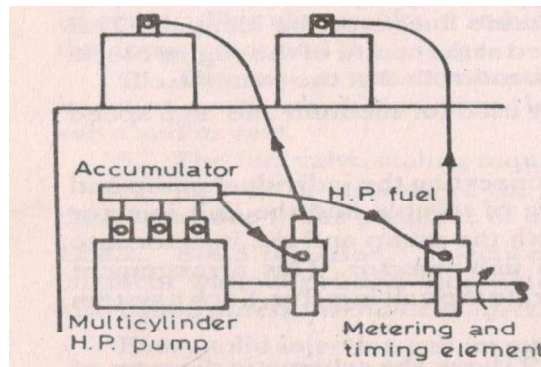 Accumulator
H.P. fuel
Multicylinder
H.P. pump
Metering and
timing element